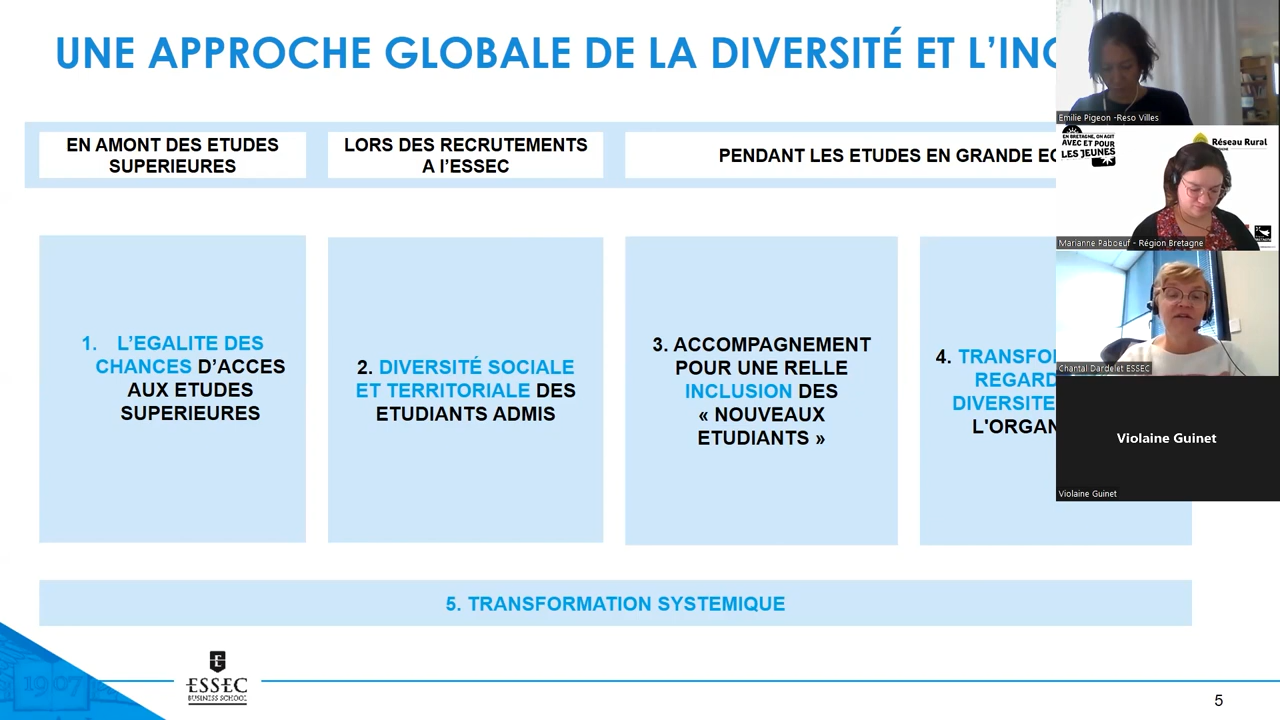 UNE APPROCHE GLOBALE DE LA DIVERSITÉ ET L'INC
EN AMONT DES ETUDES
SUPERIEURES
LORS DES RECRUTEMENTS
A l'ESSEC
PENDANT LES ETUDES EN GRANDE EC
1. L'EGALITE DES
CHANCES D'ACCES
AUX ETUDES
SUPERIEURES
2. DIVERSITÉ SOCIALE
ET TERRITORIALE DES
ETUDIANTS ADMIS
3. ACCOMPAGNEMENT
POUR UNE RELLE
INCLUSION DES
« NOUVEAUX
ETUDIANTS »
4. TRANSFO
REGARD
DIVERSITE
L'ORGAN
5. TRANSFORMATION SYSTEMIQUE
1907
ESSEC
BUSINESS SCHOOL
5
Emilie Pigeon -Reso Villes
EN BRETAGNE, ON AGIT
AVEC ET POUR
LES JEUNES
Réseau Rural
Marianne Paboeuf - Région Bretagne
Chantal Dardelet ESSEC
Violaine Guinet
Violaine Guinet